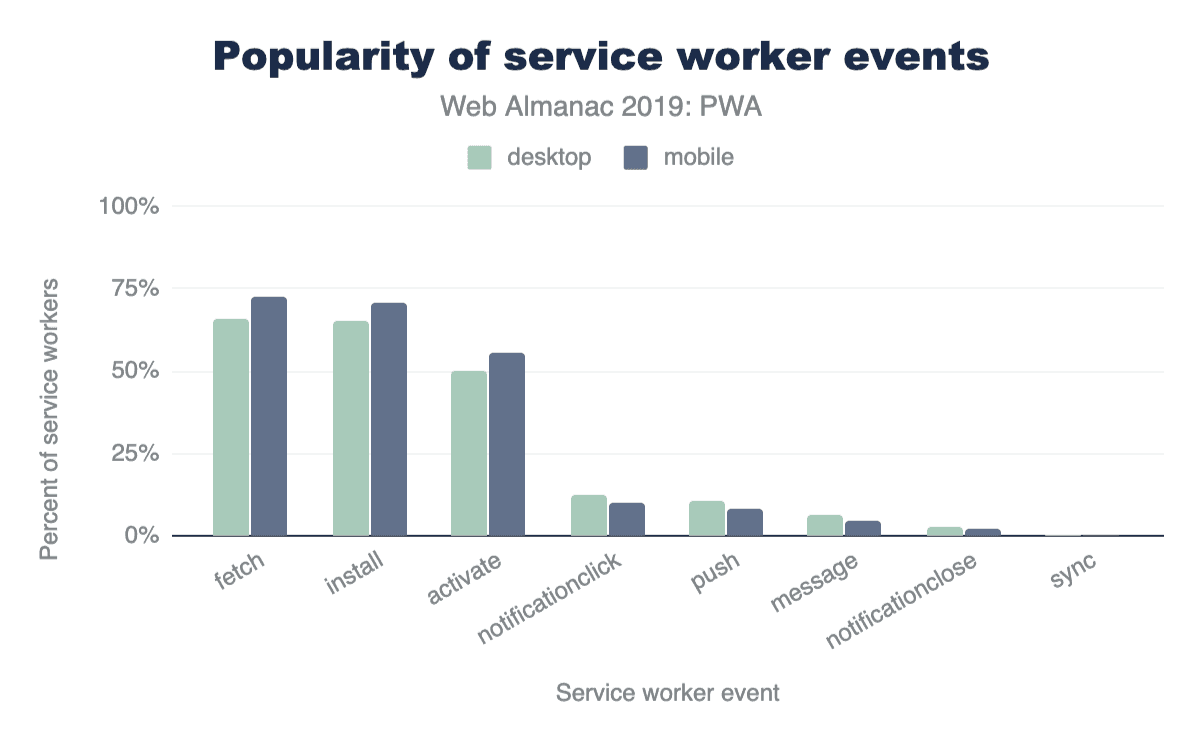 Popularity of service worker events
Web Almanac 2019: PWA
desktop
mobile
100%
75%
50%
25%
0%
Percent of service workers
fetch
install
activate
notificationclick
push
message
notificationclose
sync
Service worker event